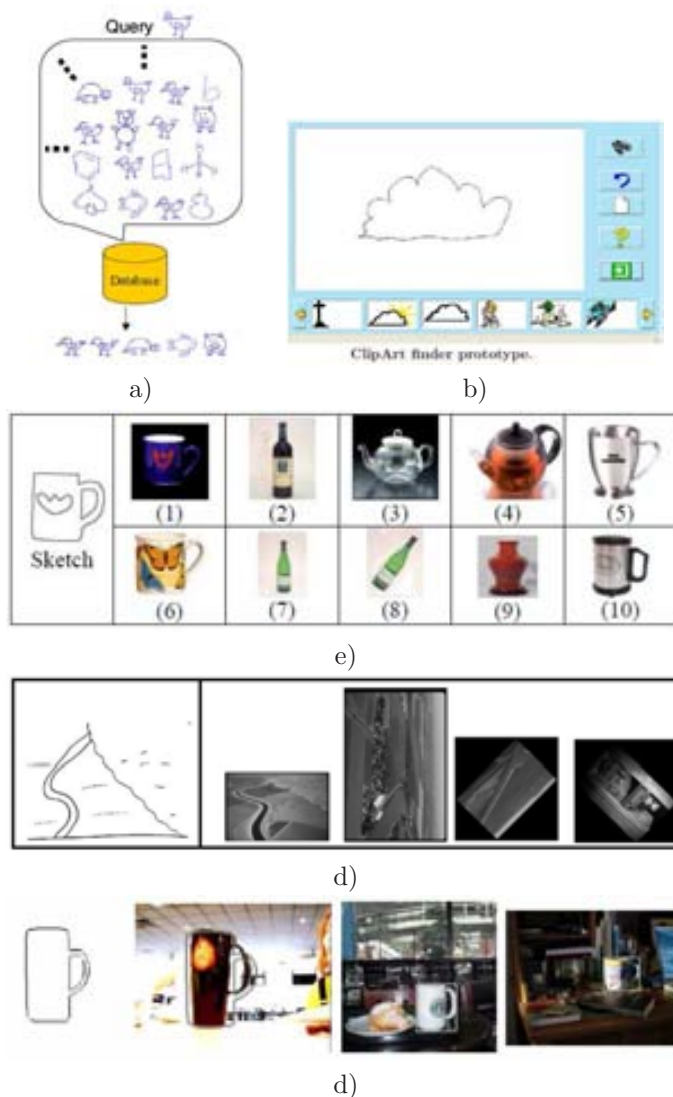 Query
Database
a)
b)
ClipArt finder prototype.
Sketch
(1)
(2)
(3)
(4)
(5)
(6)
(7)
(8)
(9)
(10)
e)
d)
d)